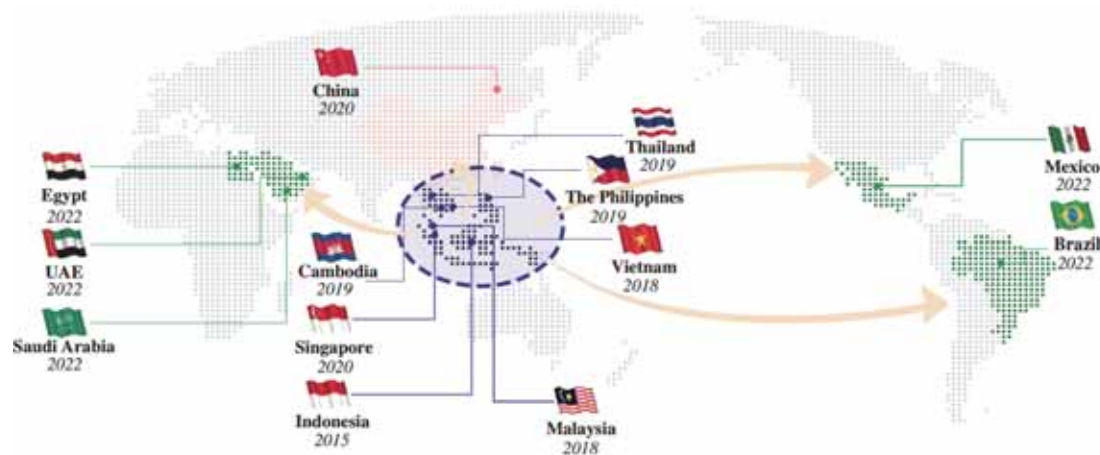 China
2020
Thailand
2019
Mexico
2022
Egypt
2022
The Philippines
2019
Brazil
2022
UAE
2022
Cambodia
2019
Vietnam
2018
Saudi Arabia
2022
Singapore
2020
Indonesia
2015
Malaysia
2018